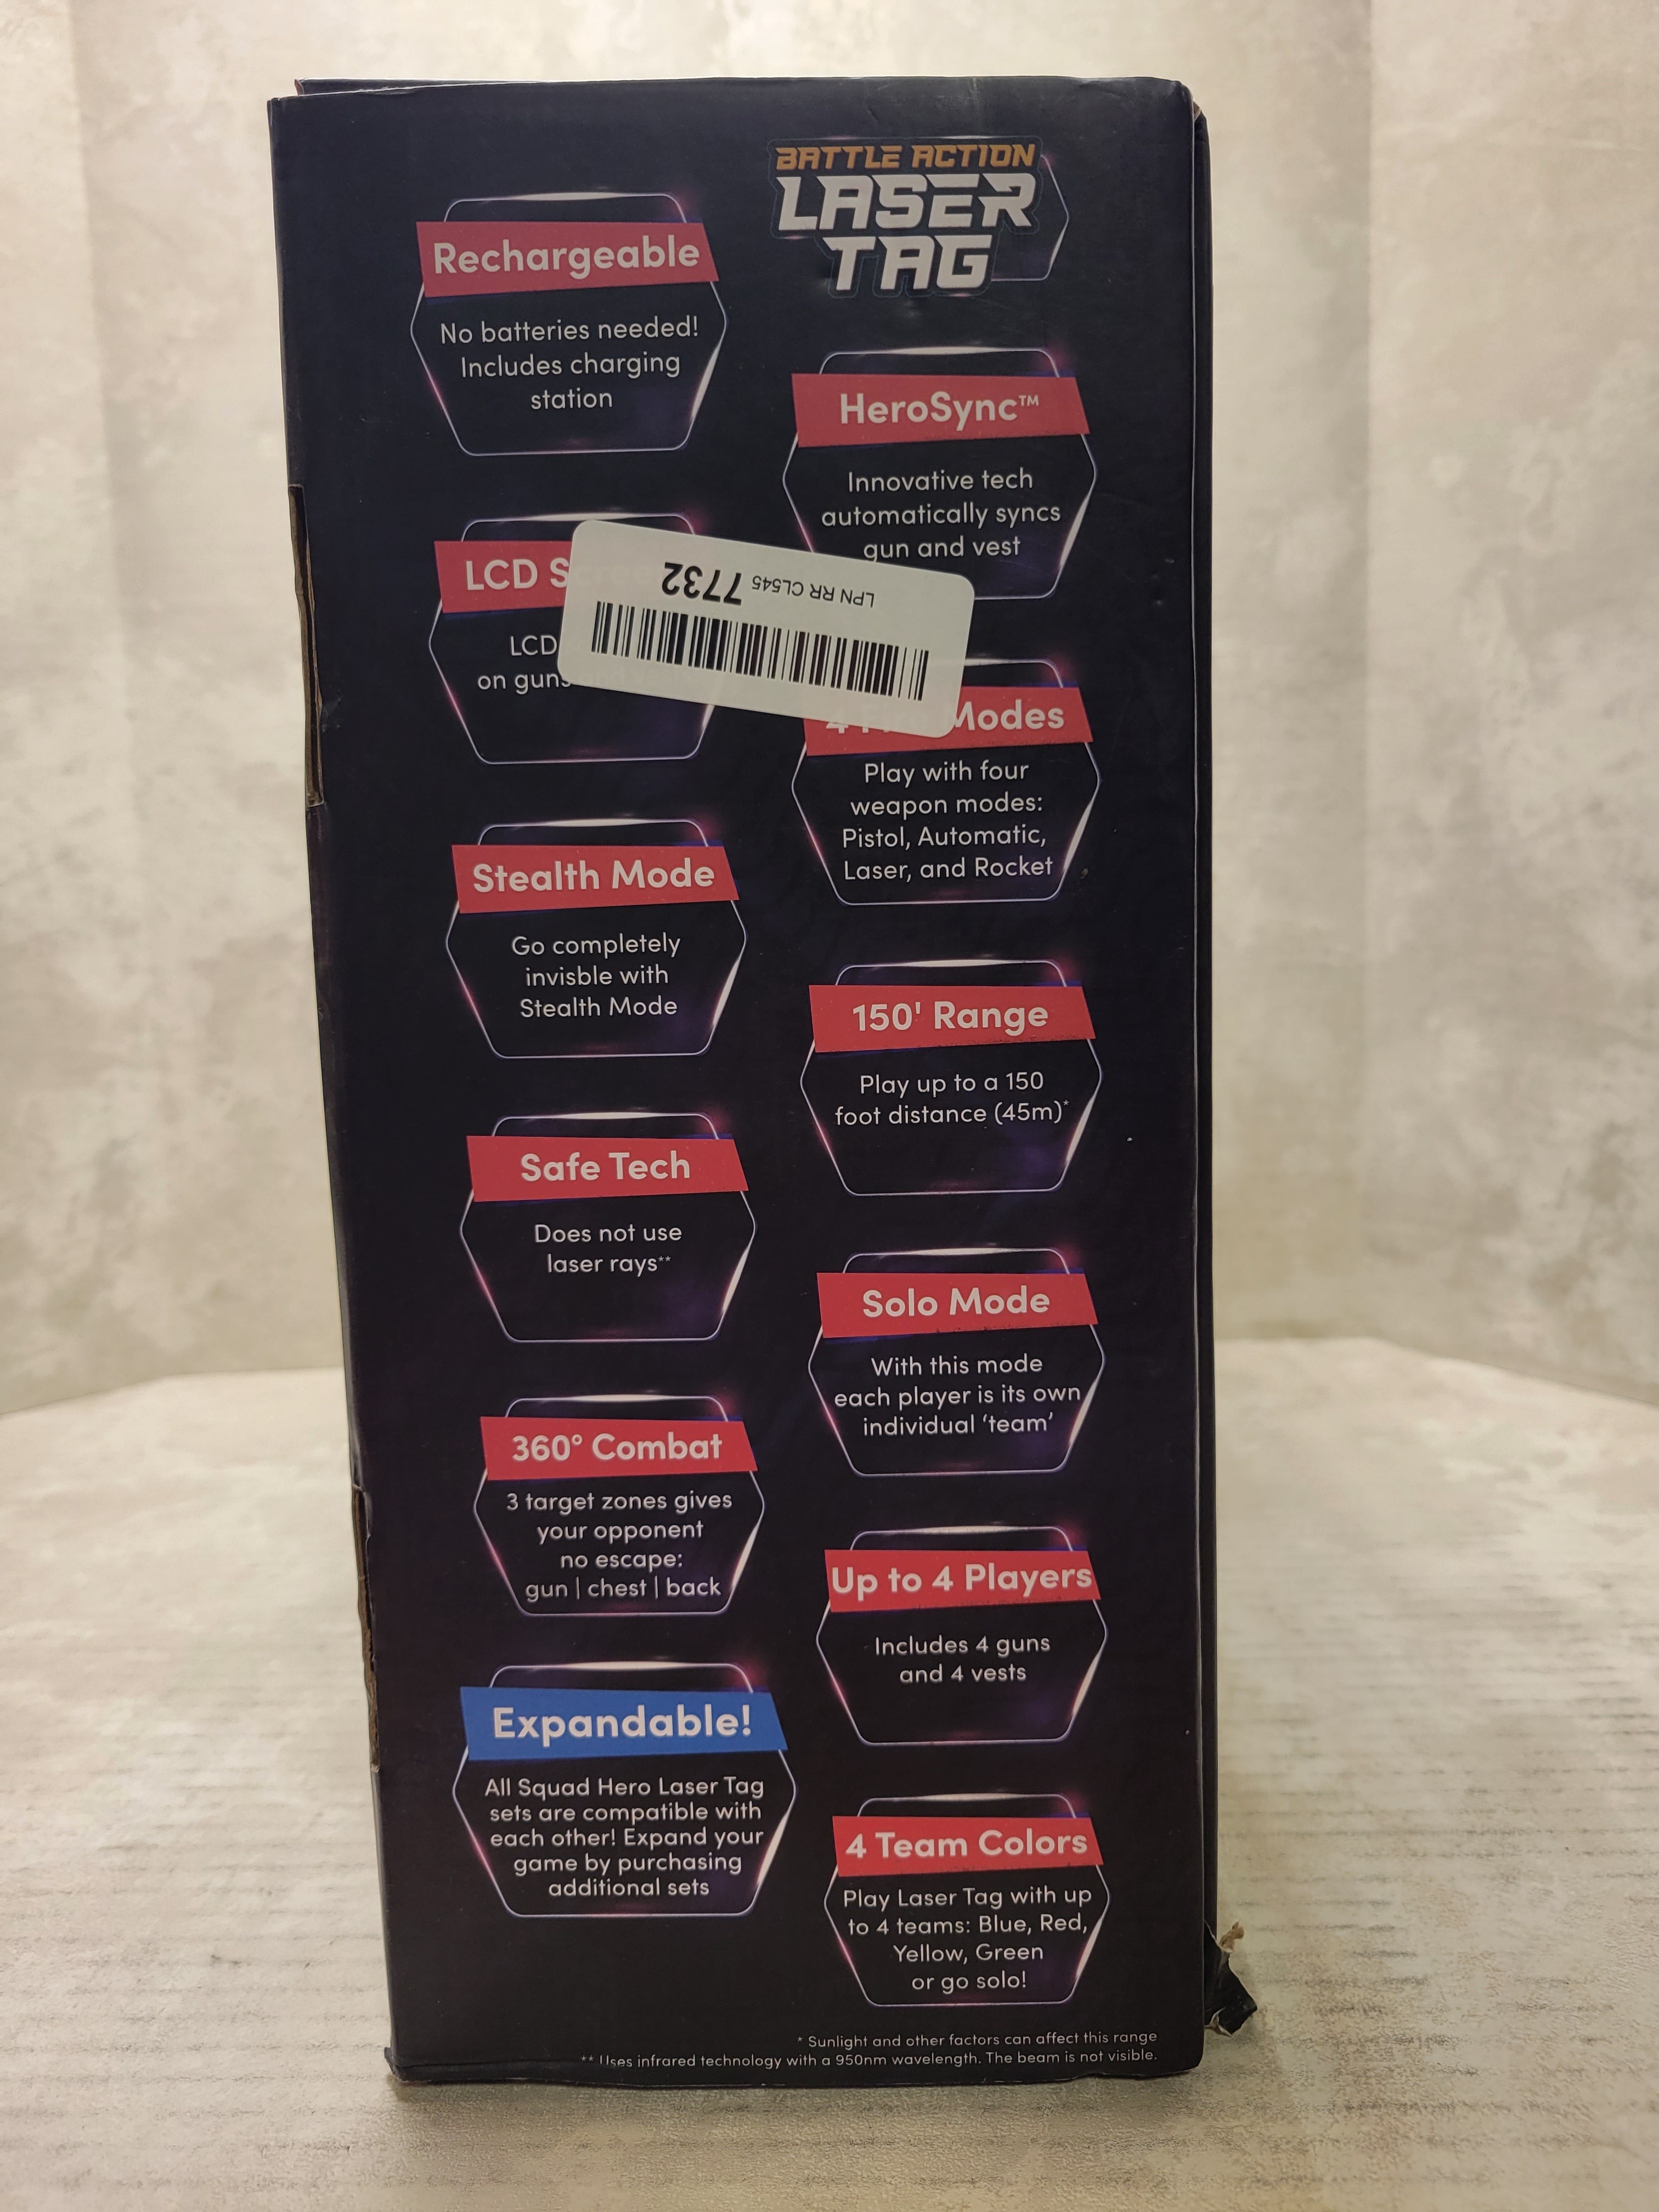 BATTLE ACTION
LASER
TAG
Rechargeable
No batteries needed!
Includes charging
station
HeroSync™
Innovative tech
automatically syncs
gun and vest
LCD
LCD
on guns
7732 LPN RR CL545
4 Modes
Play with four
weapon modes:
Pistol, Automatic,
Laser, and Rocket
Stealth Mode
Go completely
invisble with
Stealth Mode
150' Range
Play up to a 150
foot distance (45m)*
Safe Tech
Does not use
laser rays**
Solo Mode
With this mode
each player is its own
individual ‘team’
360° Combat
3 target zones gives
your opponent
no escape:
gun | chest | back
Up to 4 Players
Includes 4 guns
and 4 vests
Expandable!
All Squad Hero Laser Tag
sets are compatible with
each other! Expand your
game by purchasing
additional sets
4 Team Colors
Play Laser Tag with up
to 4 teams: Blue, Red,
Yellow, Green
or go solo!
* Sunlight and other factors can affect this range
** Uses infrared technology with a 950nm wavelength. The beam is not visible.